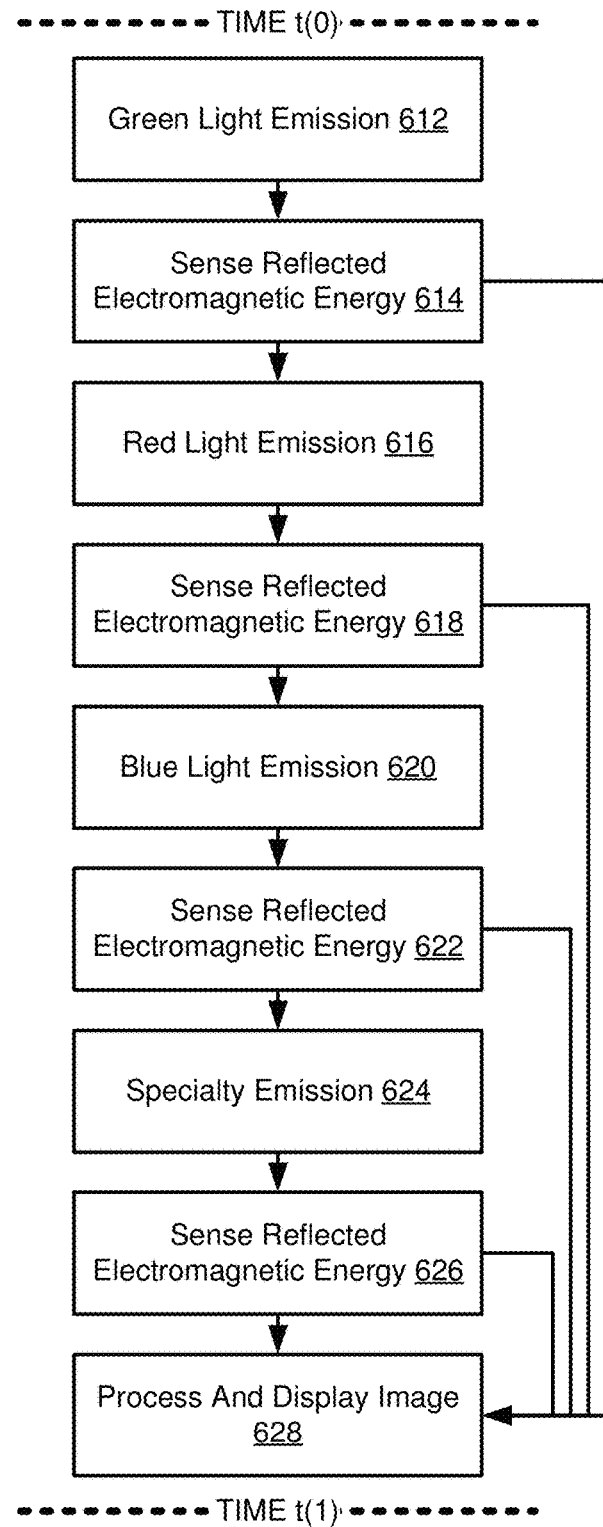 TIME t(0)
Green Light Emission 612
Sense Reflected
Electromagnetic Energy 614
Red Light Emission 616
Sense Reflected
Electromagnetic Energy 618
Blue Light Emission 620
Sense Reflected
Electromagnetic Energy 622
Specialty Emission 624
Sense Reflected
Electromagnetic Energy 626
Process And Display Image
628
TIME t(1)